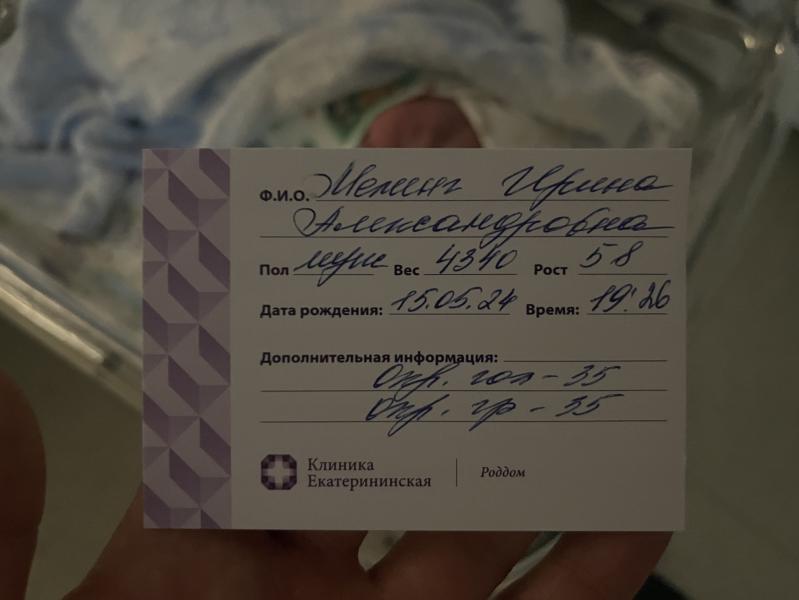 Ф.И.О. Мелинг Ирина
Александровна
Пол муж Вес 4340 Рост 58
Дата рождения: 15.05.24 Время: 19:26
Дополнительная информация:
Окр. гол - 35
Окр. гр - 35
Клиника
Екатерининская
Роддом